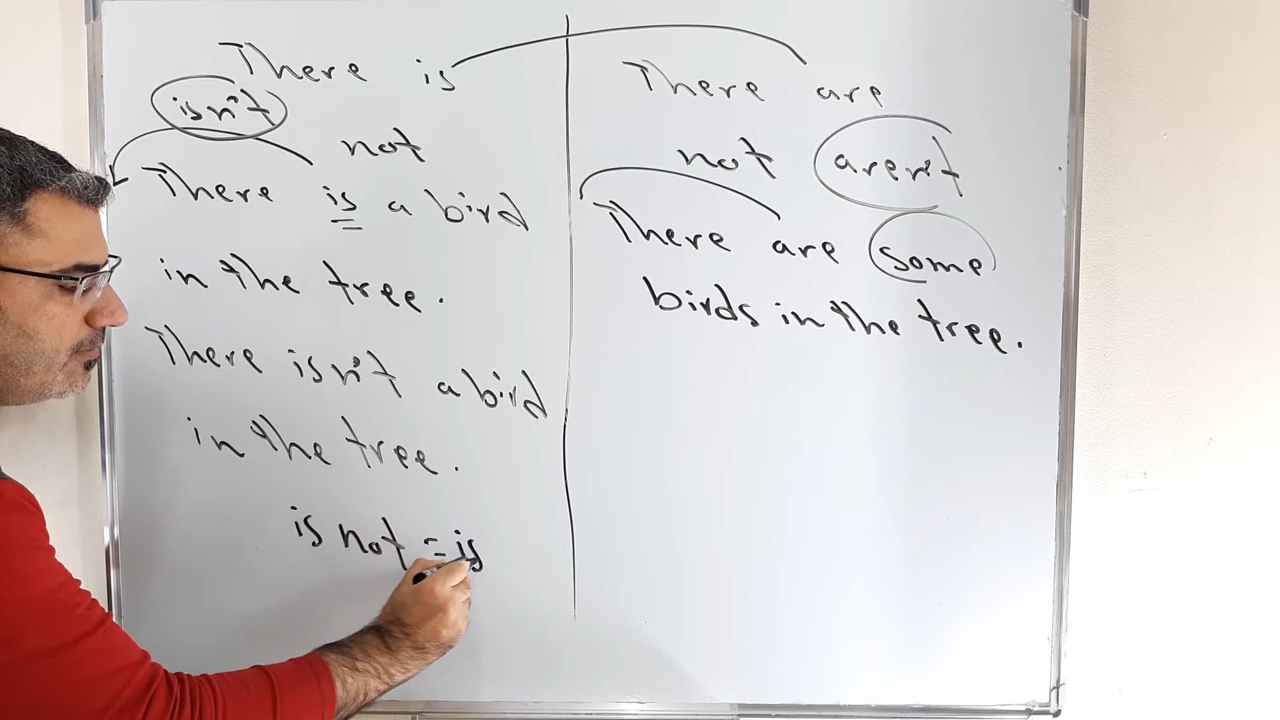 There is
isn't
not
There is a bird
in the tree.
There isn't a bird
in the tree.
is not = is
There are
not aren't
There are some
birds in the tree.